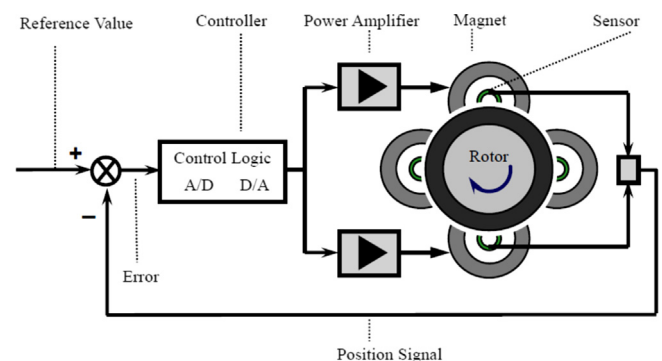 Reference Value
Controller
Power Amplifier
Magnet
Sensor
+
Control Logic
A/D D/A
Rotor
−
Error
Position Signal